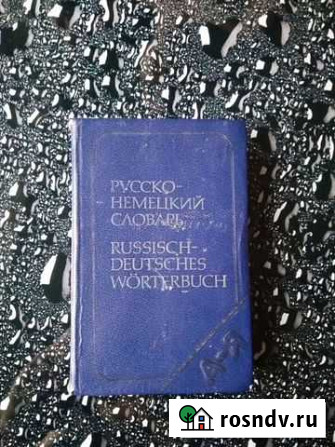 РУССКО-
НЕМЕЦКИЙ
СЛОВАРЬ
RUSSISCH-
DEUTSCHES
WÖRTERBUCH
А-Я
rosndv.ru